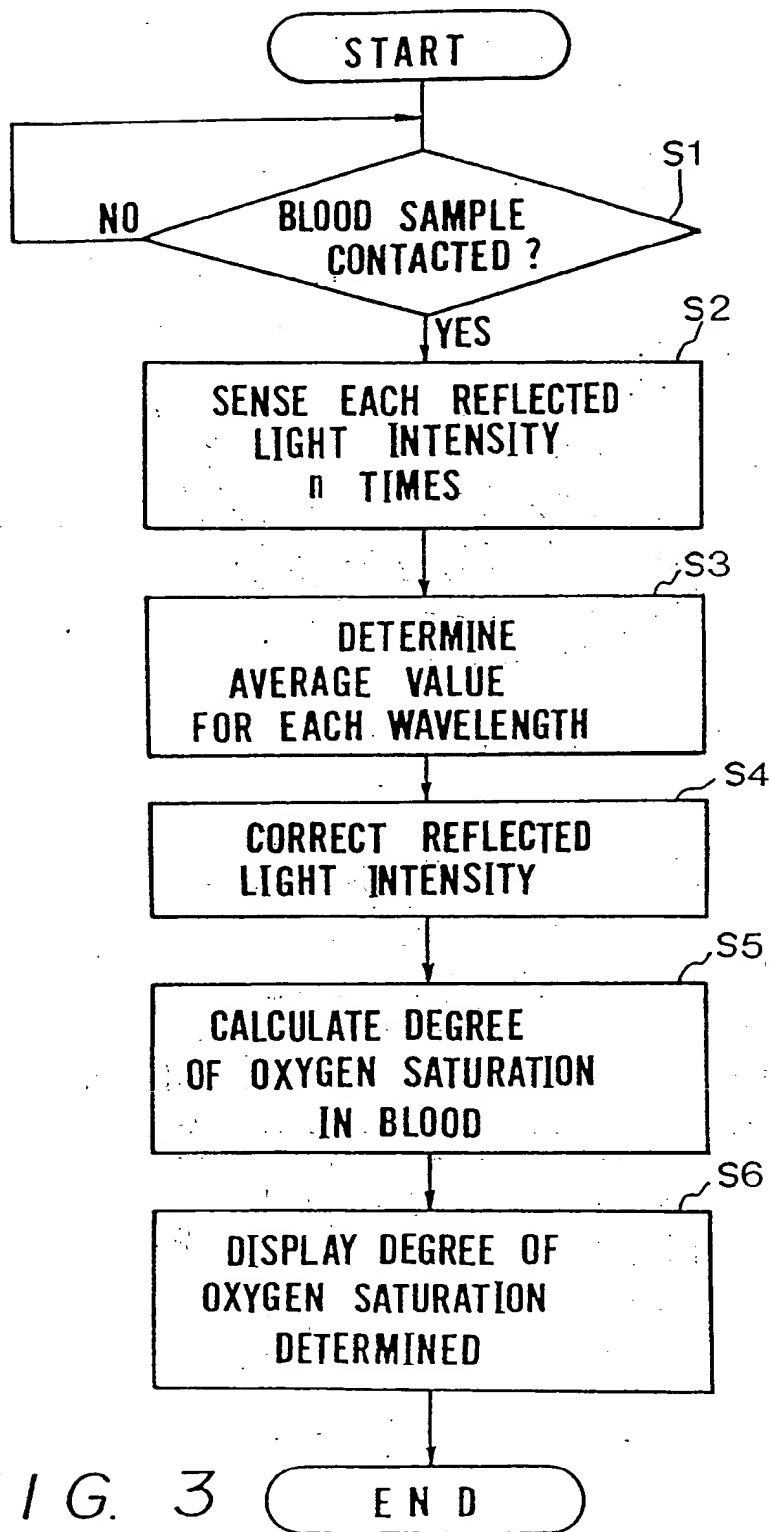 START
S1
NO
BLOOD SAMPLE
CONTACTED ?
YES
S2
SENSE EACH REFLECTED
LIGHT INTENSITY
n TIMES
S3
DETERMINE
AVERAGE VALUE
FOR EACH WAVELENGTH
S4
CORRECT REFLECTED
LIGHT INTENSITY
S5
CALCULATE DEGREE
OF OXYGEN SATURATION
IN BLOOD
S6
DISPLAY DEGREE OF
OXYGEN SATURATION
DETERMINED
I G. 3
END